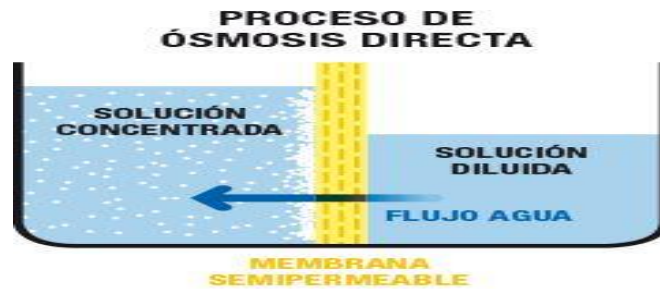 PROCESO DE
ÓSMOSIS DIRECTA
SOLUCIÓN
CONCENTRADA
SOLUCIÓN
DILUIDA
FLUJO AGUA
MEMBRANA
SEMIPERMEABLE